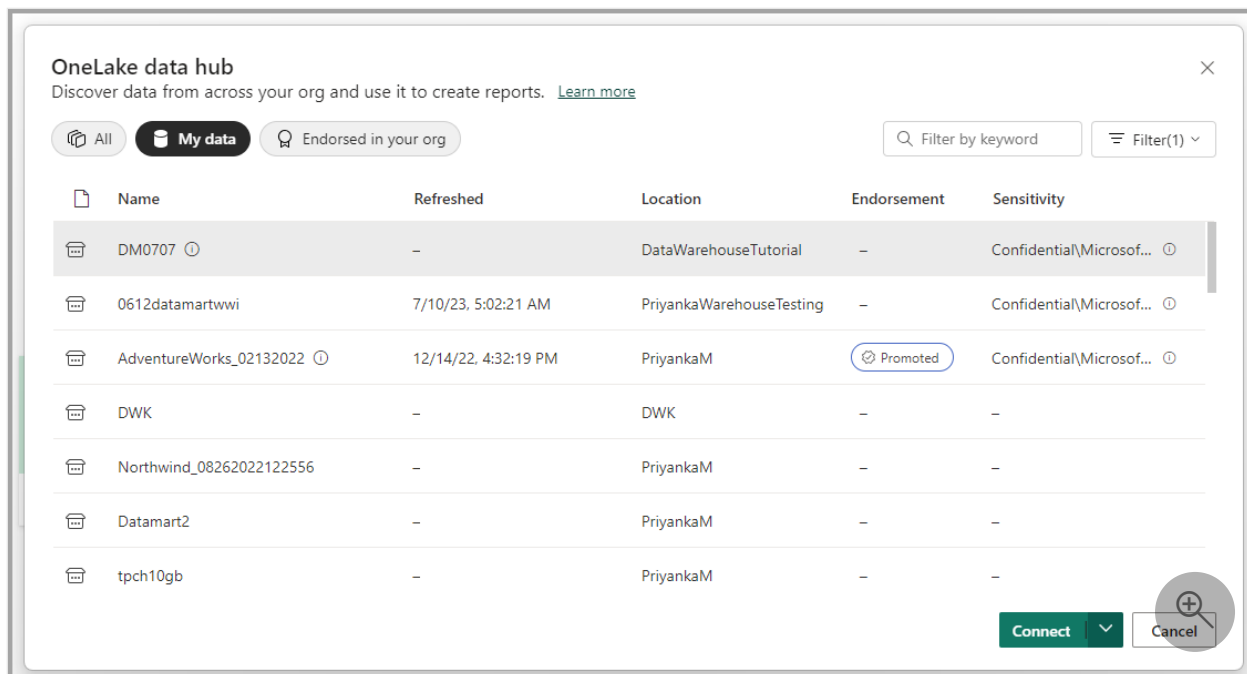 OneLake data hub
Discover data from across your org and use it to create reports. Learn more
All My data Endorsed in your org Filter by keyword Filter(1)
Name Refreshed Location Endorsement Sensitivity
DM0707 – DataWarehouseTutorial – Confidential\Microsof...
0612datamartwwi 7/10/23, 5:02:21 AM PriyankaWarehouseTesting – Confidential\Microsof...
AdventureWorks_02132022 12/14/22, 4:32:19 PM PriyankaM Promoted Confidential\Microsof...
DWK – DWK – –
Northwind_08262022122556 – PriyankaM – –
Datamart2 – PriyankaM – –
tpch10gb – PriyankaM – –
Connect Cancel